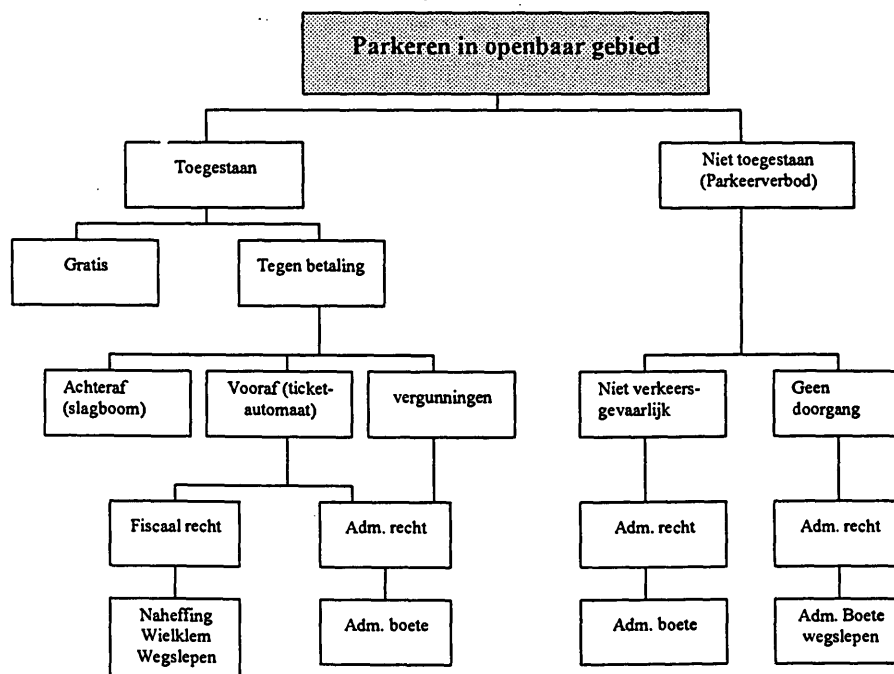 Parkeren in openbaar gebied
Toegestaan
Niet toegestaan
(Parkeerverbod)
Gratis
Tegen betaling
Achteraf
(slagboom)
Vooraf (ticket-
automaat)
vergunningen
Niet verkeers-
gevaarlijk
Geen
doorgang
Fiscaal recht
Adm. recht
Adm. recht
Adm. recht
Naheffing
Wielklem
Wegslepen
Adm. boete
Adm. boete
Adm. Boete
wegslepen